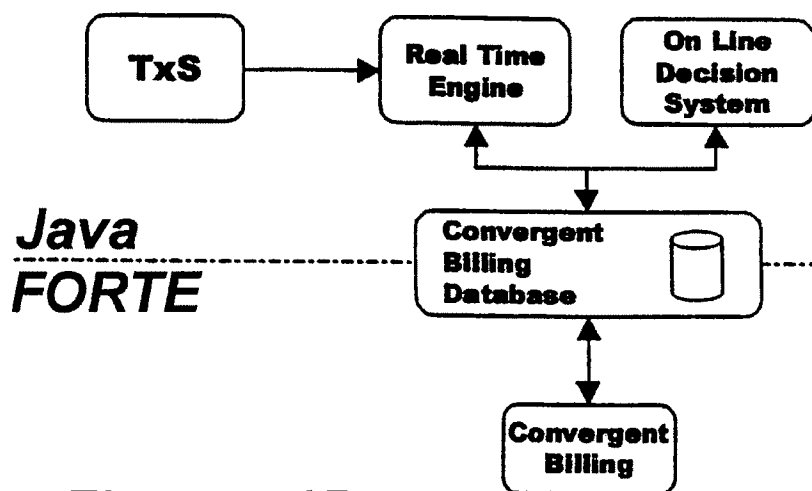 TxS
Real Time
Engine
On Line
Decision
System
Java
FORTE
Convergent
Billing
Database
Convergent
Billing